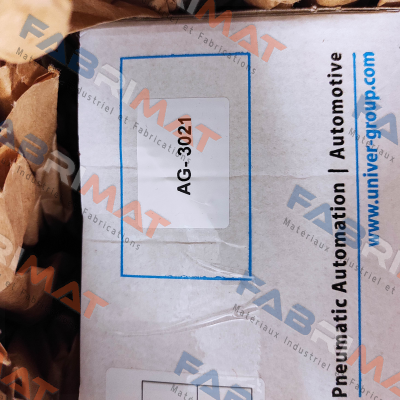 AG-3021
Pneumatic Automation | Automotive
www.univer-group.com
FABRIMAT
Materiaux Industriel et Fabrications